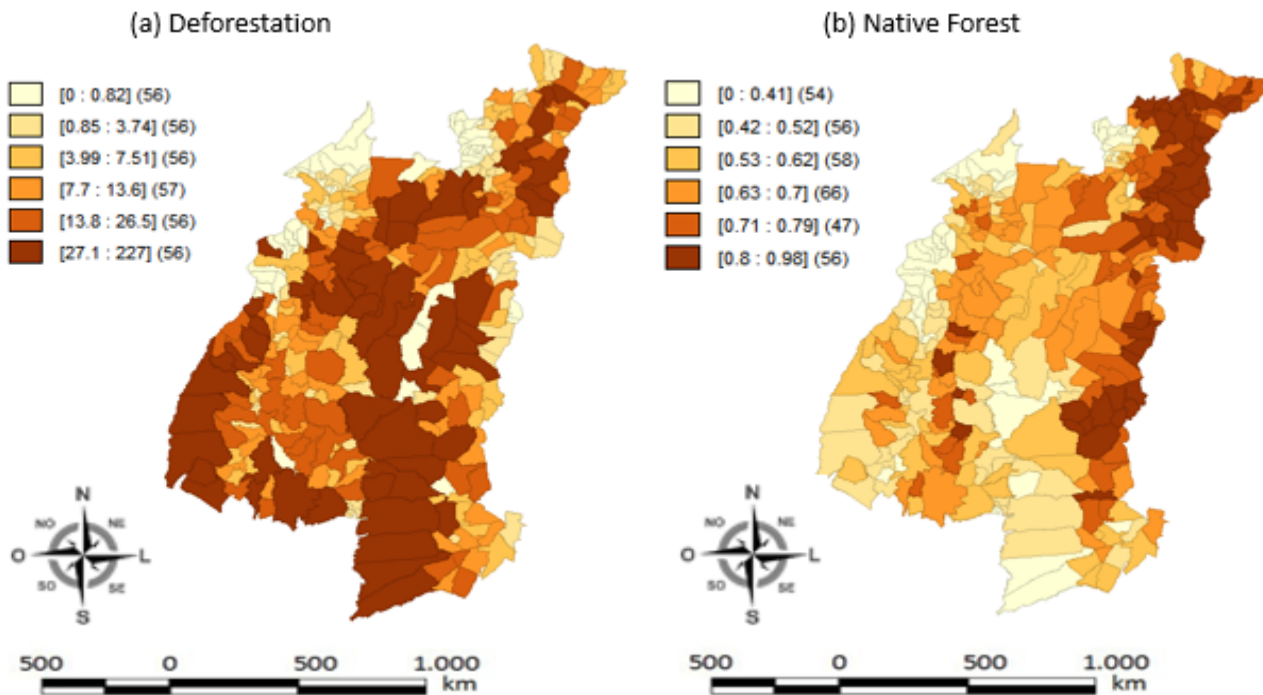 (a) Deforestation
[0 : 0.82] (56)
[0.85 : 3.74] (56)
[3.99 : 7.51] (56)
[7.7 : 13.6] (57)
[13.8 : 26.5] (56)
[27.1 : 227] (56)
N
NO NE
O L
SO SE
S
500 0 500 1.000
km
(b) Native Forest
[0 : 0.41] (54)
[0.42 : 0.52] (56)
[0.53 : 0.62] (58)
[0.63 : 0.7] (66)
[0.71 : 0.79] (47)
[0.8 : 0.98] (56)
N
NO NE
O L
SO SE
S
500 0 500 1.000
km